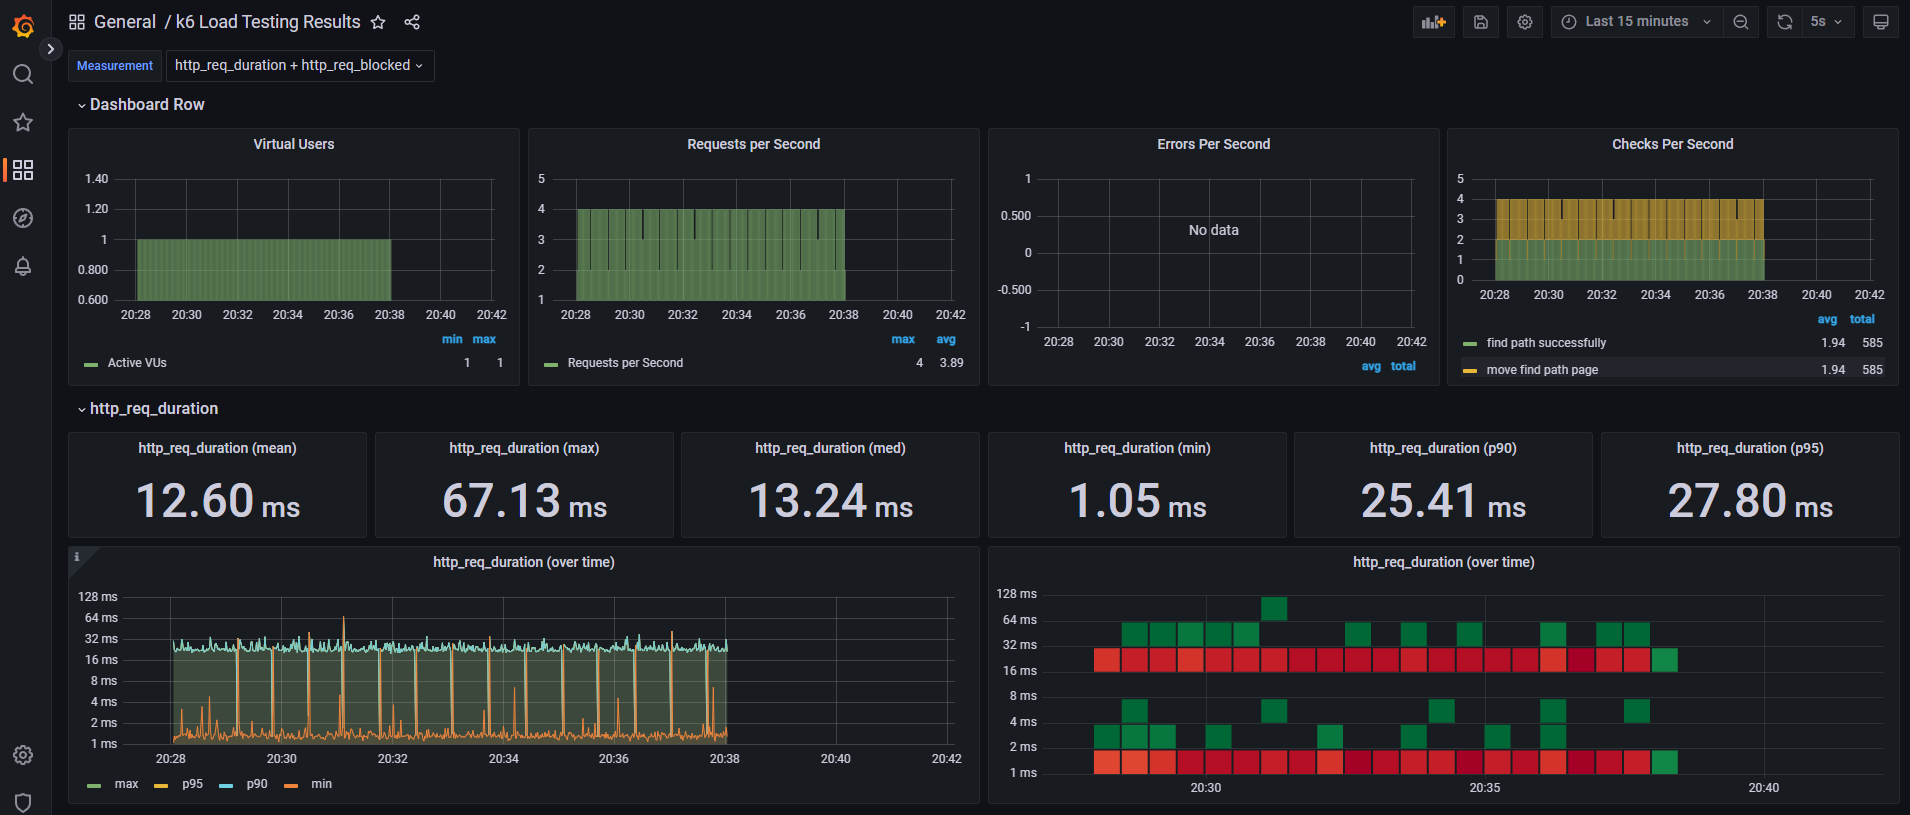 General / k6 Load Testing Results
Last 15 minutes
5s
Measurement
http_req_duration + http_req_blocked
Dashboard Row
Virtual Users
1.40
1.20
1
0.800
0.600
20:28 20:30 20:32 20:34 20:36 20:38 20:40 20:42
min max
Active VUs 1 1
Requests per Second
5
4
3
2
1
20:28 20:30 20:32 20:34 20:36 20:38 20:40 20:42
max avg
Requests per Second 4 3.89
Errors Per Second
1
0.500
0
-0.500
-1
No data
20:28 20:30 20:32 20:34 20:36 20:38 20:40 20:42
avg total
Checks Per Second
5
4
3
2
1
0
20:28 20:30 20:32 20:34 20:36 20:38 20:40 20:42
avg total
find path successfully 1.94 585
move find path page 1.94 585
http_req_duration
http_req_duration (mean)
12.60 ms
http_req_duration (max)
67.13 ms
http_req_duration (med)
13.24 ms
http_req_duration (min)
1.05 ms
http_req_duration (p90)
25.41 ms
http_req_duration (p95)
27.80 ms
i
http_req_duration (over time)
128 ms
64 ms
32 ms
16 ms
8 ms
4 ms
2 ms
1 ms
20:28 20:30 20:32 20:34 20:36 20:38 20:40 20:42
max p95 p90 min
http_req_duration (over time)
128 ms
64 ms
32 ms
16 ms
8 ms
4 ms
2 ms
1 ms
20:30 20:35 20:40